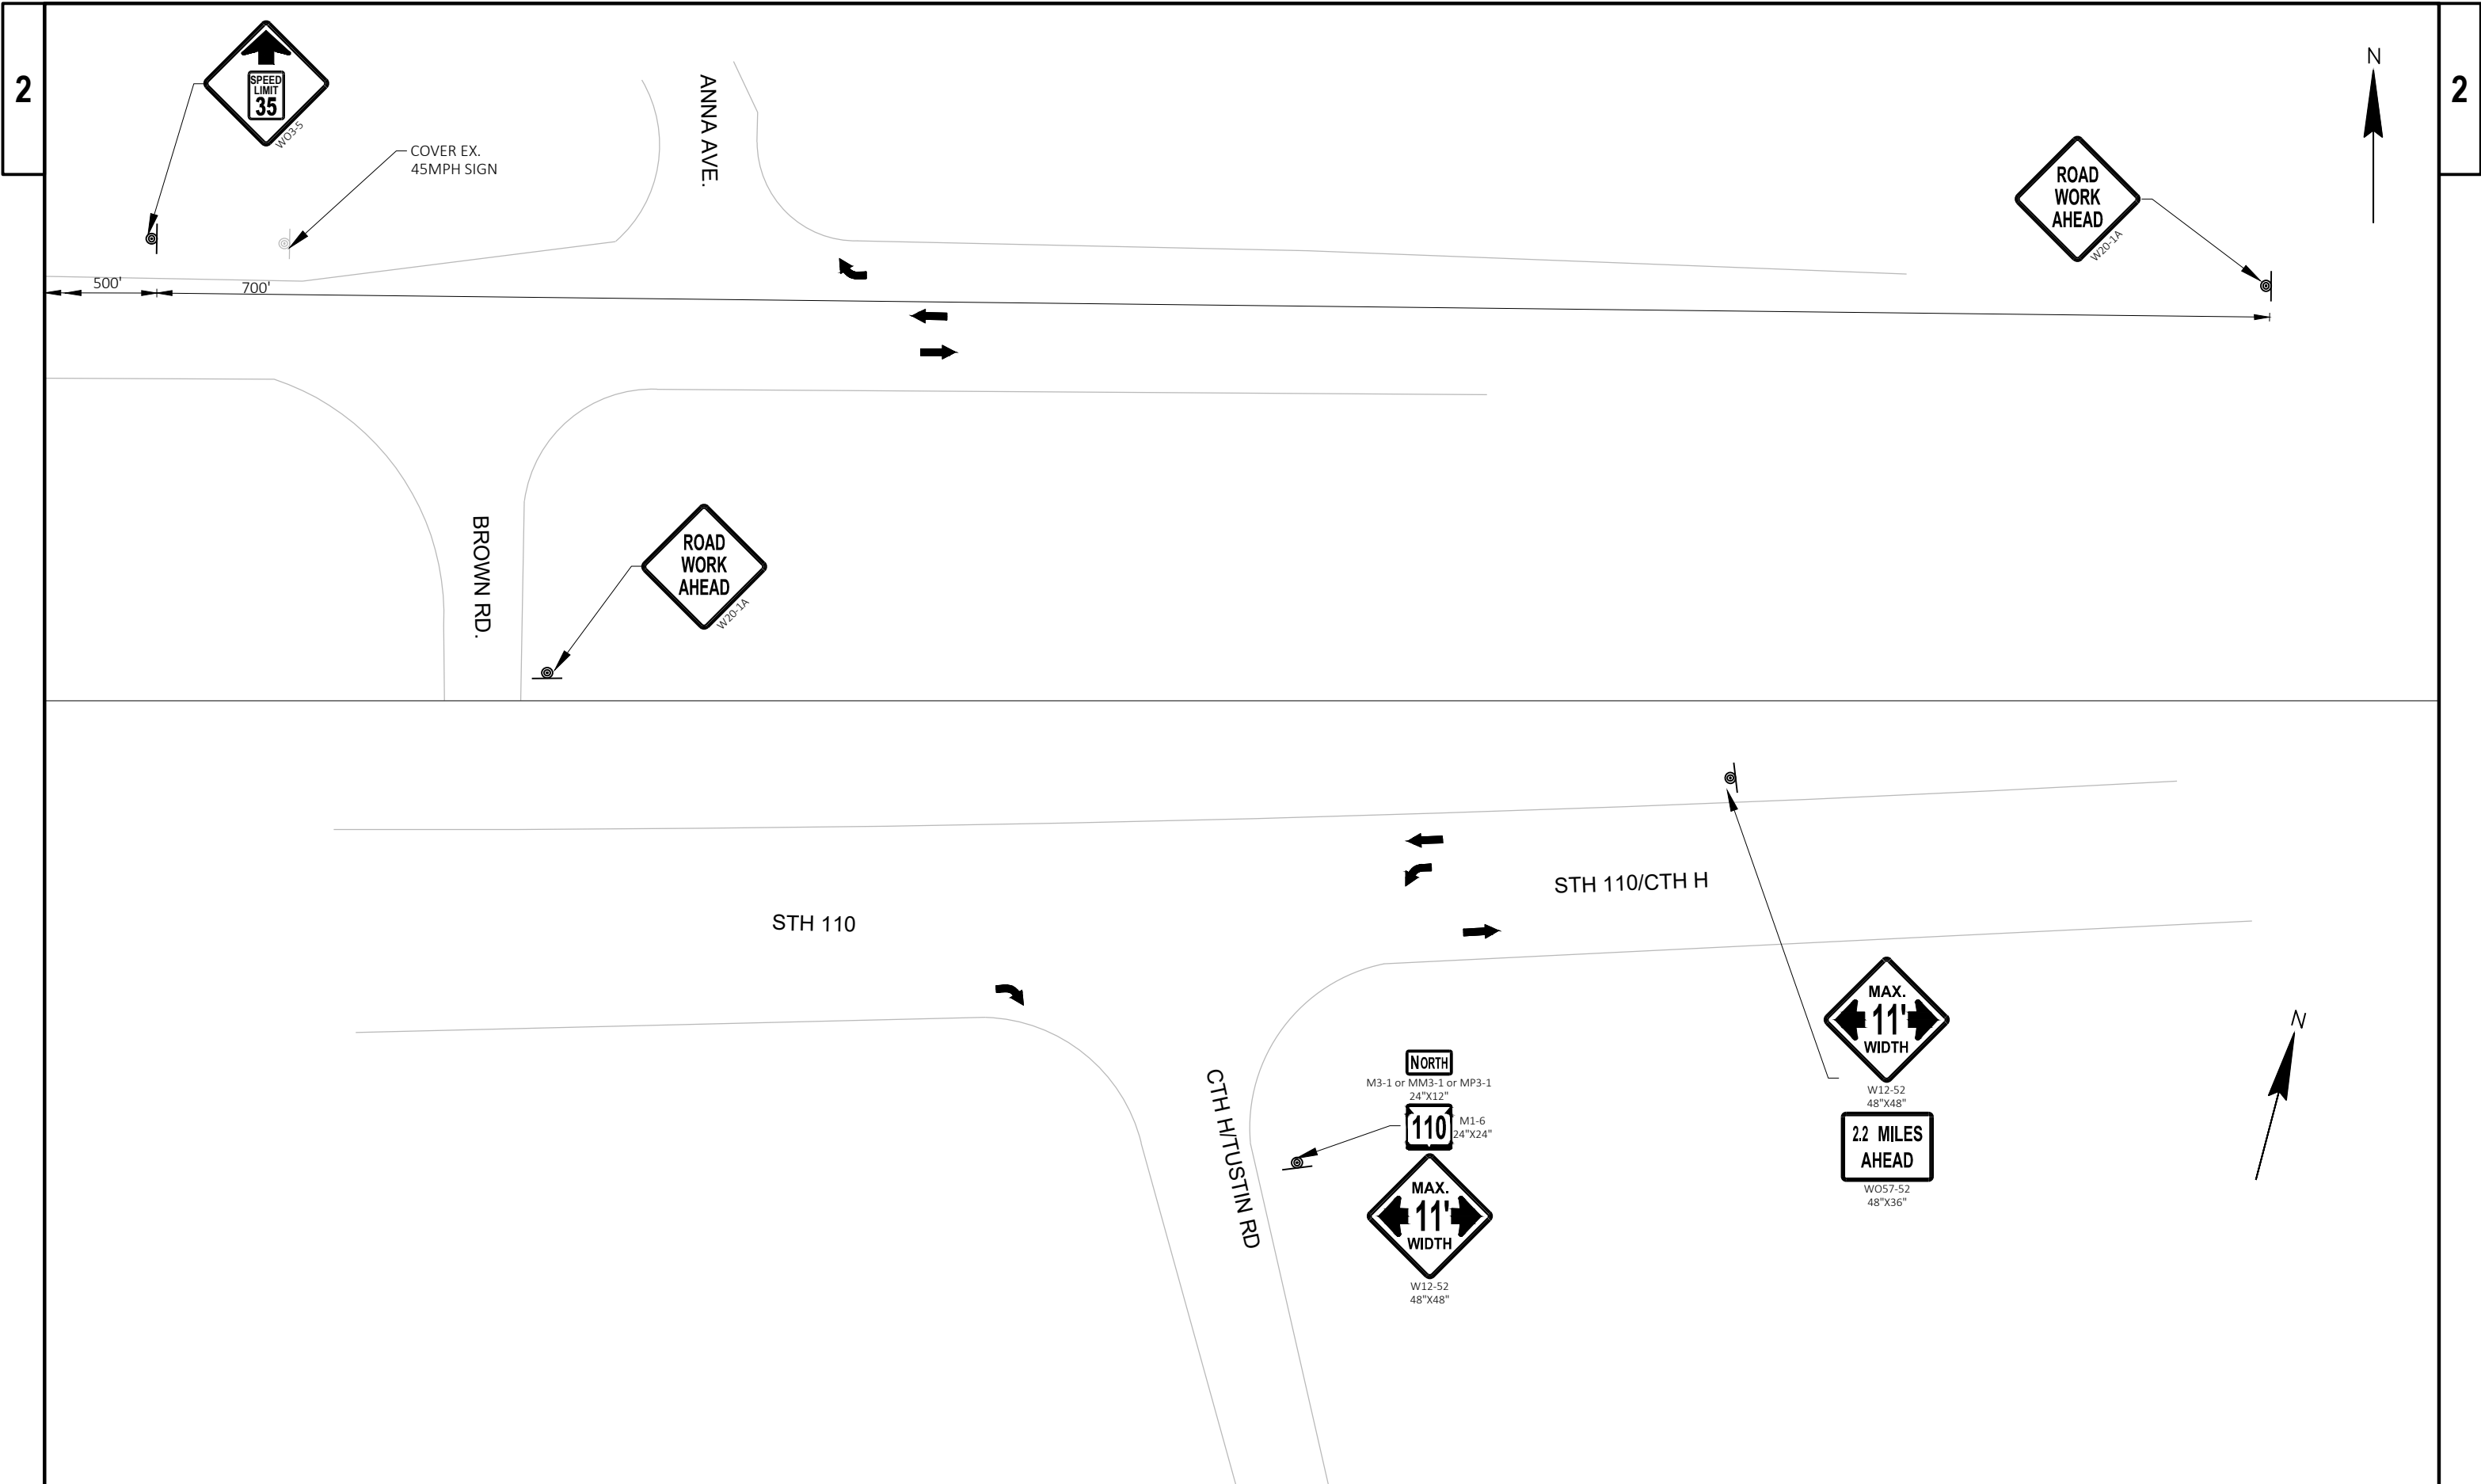 2
2
SPEED
LIMIT
35
WO3-5
COVER EX.
45MPH SIGN
ANNA AVE.
N
ROAD
WORK
AHEAD
W20-1A
500'
700'
BROWN RD.
ROAD
WORK
AHEAD
W20-1A
STH 110/CTH H
STH 110
N
MAX.
11'
WIDTH
W12-52
48"X48"
2.2 MILES
AHEAD
WO57-52
48"X36"
CTH H/TUSTIN RD
NORTH
M3-1 or MM3-1 or MP3-1
24"X12"
110
M1-6
24"X24"
MAX.
11'
WIDTH
W12-52
48"X48"